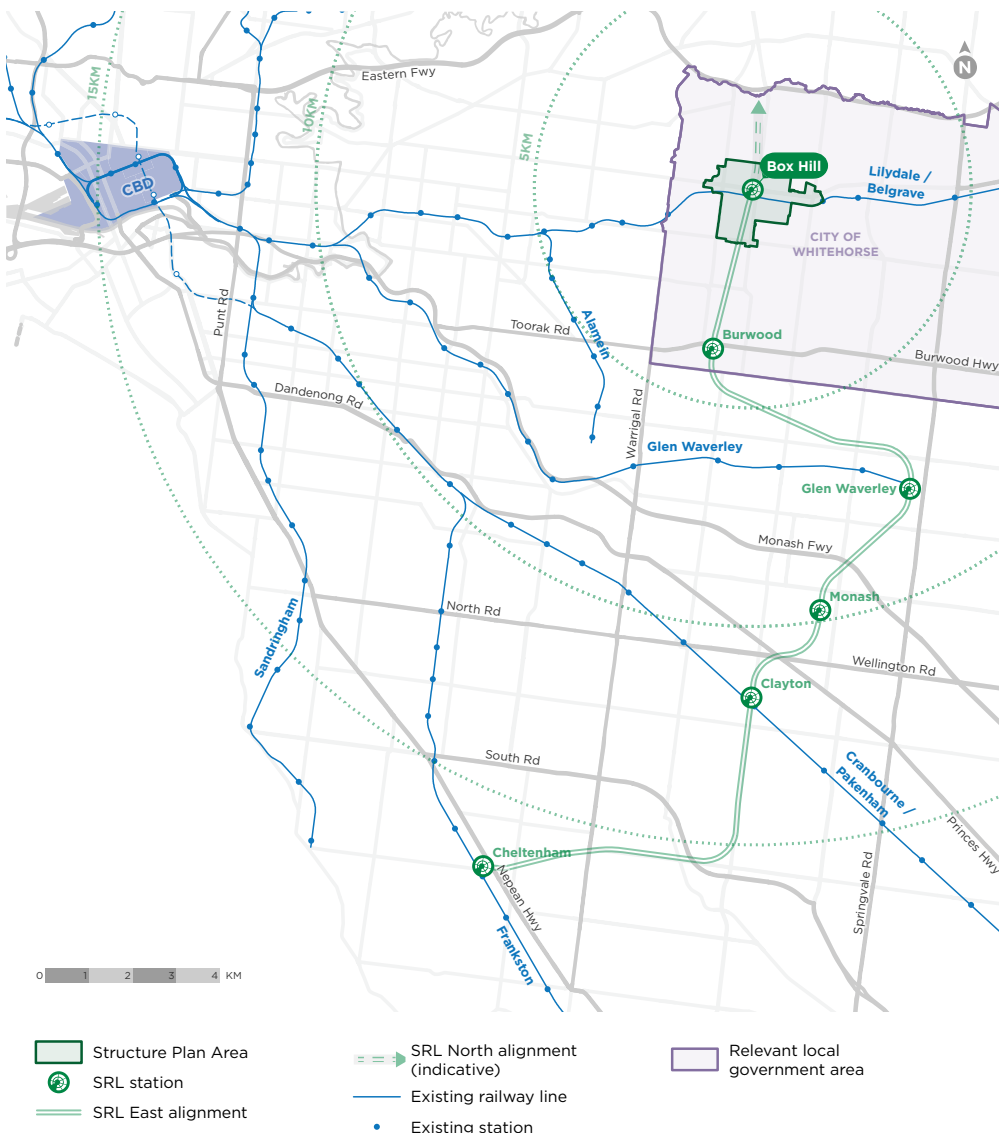 Eastern Fwy
N
15KM
10KM
5KM
CBD
Box Hill
Lilydale /
Belgrave
CITY OF
WHITEHORSE
Punt Rd
Toorak Rd
Alamein
Burwood
Burwood Hwy
Dandenong Rd
Warrigal Rd
Glen Waverley
Glen Waverley
Monash Fwy
Monash
North Rd
Sandringham
Wellington Rd
Clayton
South Rd
Cranbourne /
Pakenham
Princes Hwy
Cheltenham
Nepean Hwy
Springvale Rd
Frankston
0 1 2 3 4 KM
Structure Plan Area
SRL station
SRL East alignment
SRL North alignment
(indicative)
Existing railway line
Existing station
Relevant local
government area